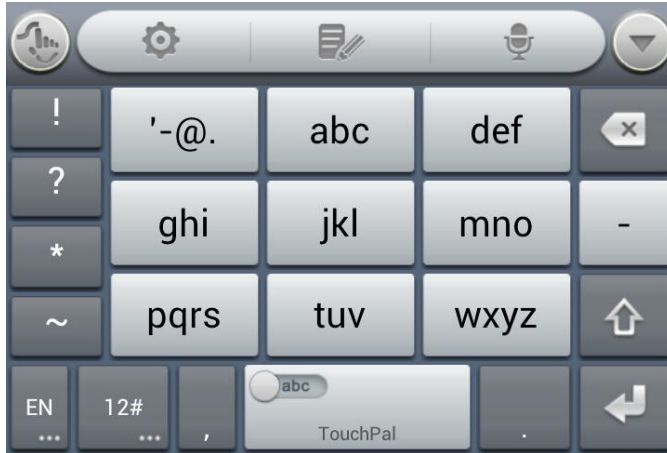 ! '-@. abc def
?
ghi jkl mno -
*
~ pqrs tuv wxyz
abc
EN 12# , TouchPal .
... ...